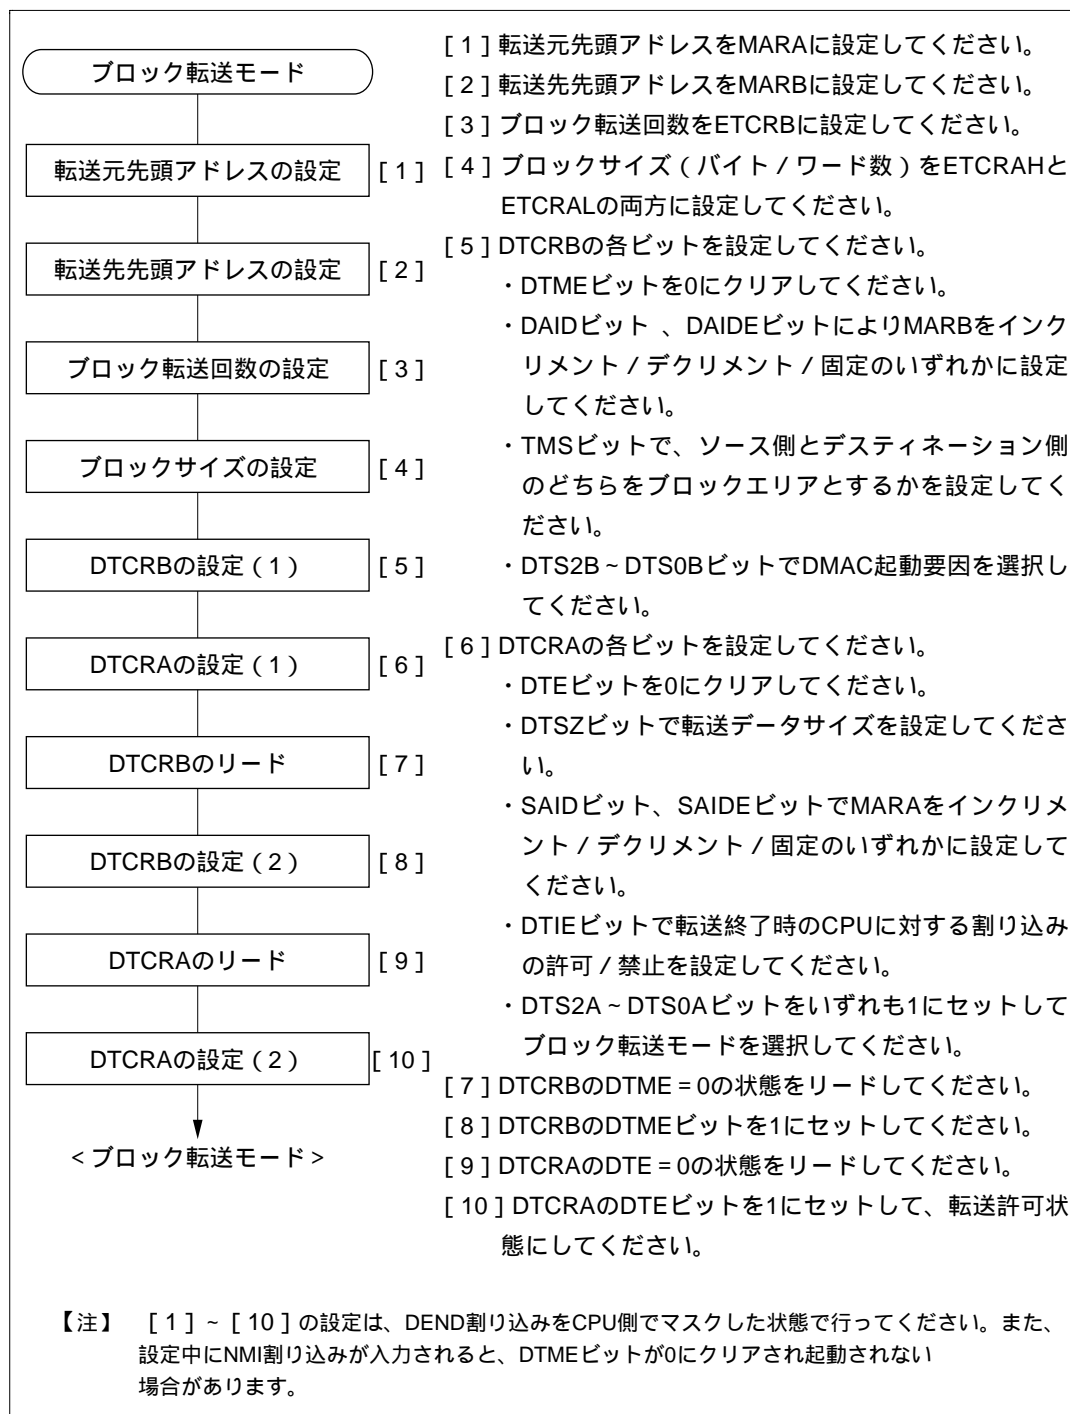 ブロック転送モード
転送元先頭アドレスの設定 [ 1 ]
転送先先頭アドレスの設定 [ 2 ]
ブロック転送回数の設定 [ 3 ]
ブロックサイズの設定 [ 4 ]
DTCRBの設定（1） [ 5 ]
DTCRAの設定（1） [ 6 ]
DTCRBのリード [ 7 ]
DTCRBの設定（2） [ 8 ]
DTCRAのリード [ 9 ]
DTCRAの設定（2） [ 10 ]
<ブロック転送モード>
[ 1 ] 転送元先頭アドレスをMARAに設定してください。
[ 2 ] 転送先先頭アドレスをMARBに設定してください。
[ 3 ] ブロック転送回数をETCRBに設定してください。
[ 4 ] ブロックサイズ（バイト／ワード数）をETCRAHと
ETCRALの両方に設定してください。
[ 5 ] DTCRBの各ビットを設定してください。
・DTMEビットを0にクリアしてください。
・DAIDビット 、DAIDEビットによりMARBをインク
リメント／デクリメント／固定のいずれかに設定
してください。
・TMSビットで、ソース側とデスティネーション側
のどちらをブロックエリアとするかを設定してく
ださい。
・DTS2B～DTS0BビットでDMAC起動要因を選択し
てください。
[ 6 ] DTCRAの各ビットを設定してください。
・DTEビットを0にクリアしてください。
・DTSZビットで転送データサイズを設定してくださ
い。
・SAIDビット、SAIDEビットでMARAをインクリメ
ント／デクリメント／固定のいずれかに設定して
ください。
・DTIEビットで転送終了時のCPUに対する割り込み
の許可／禁止を設定してください。
・DTS2A～DTS0Aビットをいずれも1にセットして
ブロック転送モードを選択してください。
[ 7 ] DTCRBのDTME＝0の状態をリードしてください。
[ 8 ] DTCRBのDTMEビットを1にセットしてください。
[ 9 ] DTCRAのDTE＝0の状態をリードしてください。
[ 10 ] DTCRAのDTEビットを1にセットして、転送許可状
態にしてください。
【注】 [ 1 ] ～ [ 10 ] の設定は、DEND割り込みをCPU側でマスクした状態で行ってください。また、
設定中にNMI割り込みが入力されると、DTMEビットが0にクリアされ起動されない
場合があります。